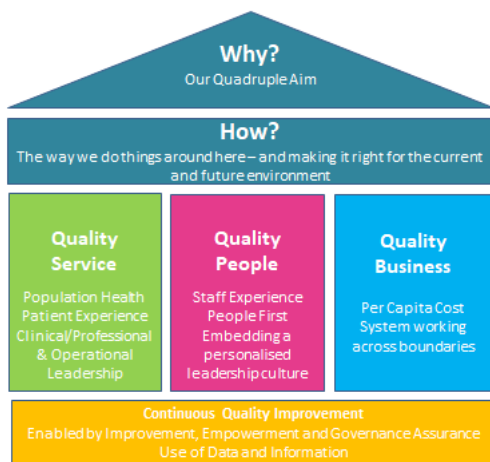 Why?
Our Quadruple Aim
How?
The way we do things around here – and making it right for the current
and future environment
Quality
Service
Population Health
Patient Experience
Clinical/Professional
& Operational
Leadership
Quality
People
Staff Experience
People First
Embedding a
personalised
leadership culture
Quality
Business
Per Capita Cost
System working
across boundaries
Continuous Quality Improvement
Enabled by Improvement, Empowerment and Governance Assurance
Use of Data and Information